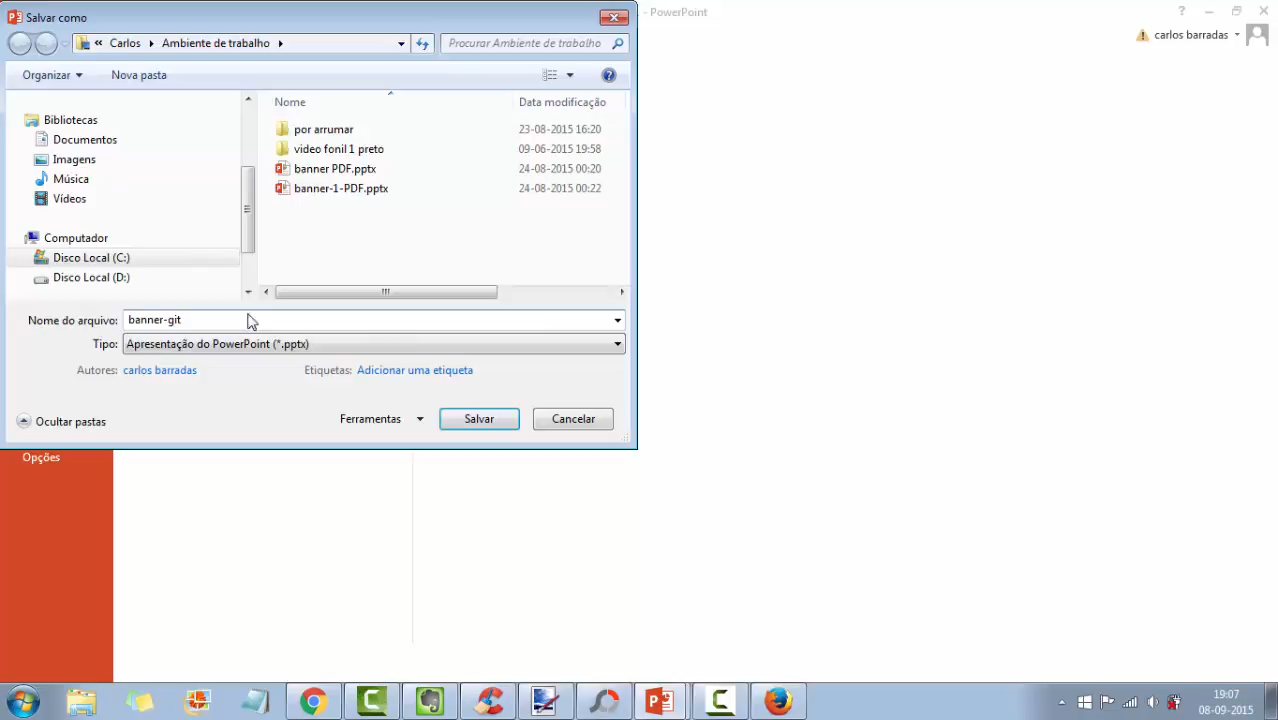 Salvar como
- PowerPoint
?
carlos barradas
« Carlos Ambiente de trabalho
Procurar Ambiente de trabalho
Organizar
Nova pasta
?
Bibliotecas
Documentos
Imagens
Música
Vídeos
Computador
Disco Local (C:)
Disco Local (D:)
Nome Data modificação
por arrumar 23-08-2015 16:20
video fonil 1 preto 09-06-2015 19:58
banner PDF.pptx 24-08-2015 00:20
banner-1-PDF.pptx 24-08-2015 00:22
Nome do arquivo: banner-git
Tipo: Apresentação do PowerPoint (*.pptx)
Autores: carlos barradas Etiquetas: Adicionar uma etiqueta
Ocultar pastas Ferramentas Salvar Cancelar
Opções
19:07
08-09-2015